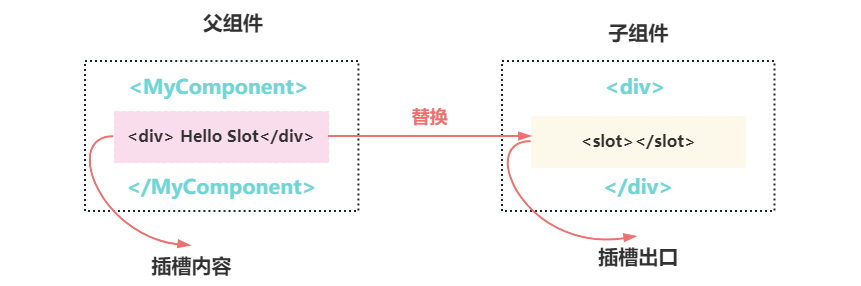 父组件
<MyComponent>
<div> Hello Slot</div>
</MyComponent>
插槽内容
替换
子组件
<div>
<slot></slot>
</div>
插槽出口